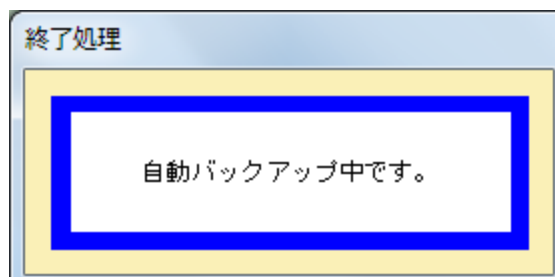 終了処理
自動バックアップ中です。